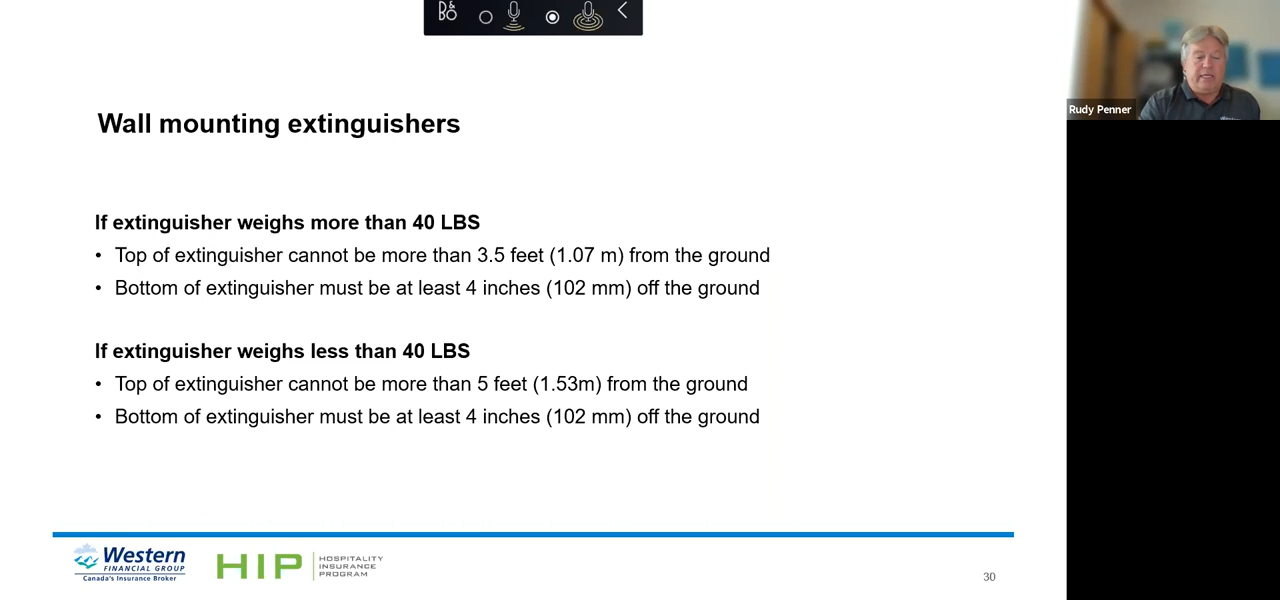 B&O
Rudy Penner
Wall mounting extinguishers
If extinguisher weighs more than 40 LBS
• Top of extinguisher cannot be more than 3.5 feet (1.07 m) from the ground
• Bottom of extinguisher must be at least 4 inches (102 mm) off the ground
If extinguisher weighs less than 40 LBS
• Top of extinguisher cannot be more than 5 feet (1.53m) from the ground
• Bottom of extinguisher must be at least 4 inches (102 mm) off the ground
Western
FINANCIAL GROUP
Canada's Insurance Broker
HIP
HOSPITALITY
INSURANCE
PROGRAM
30